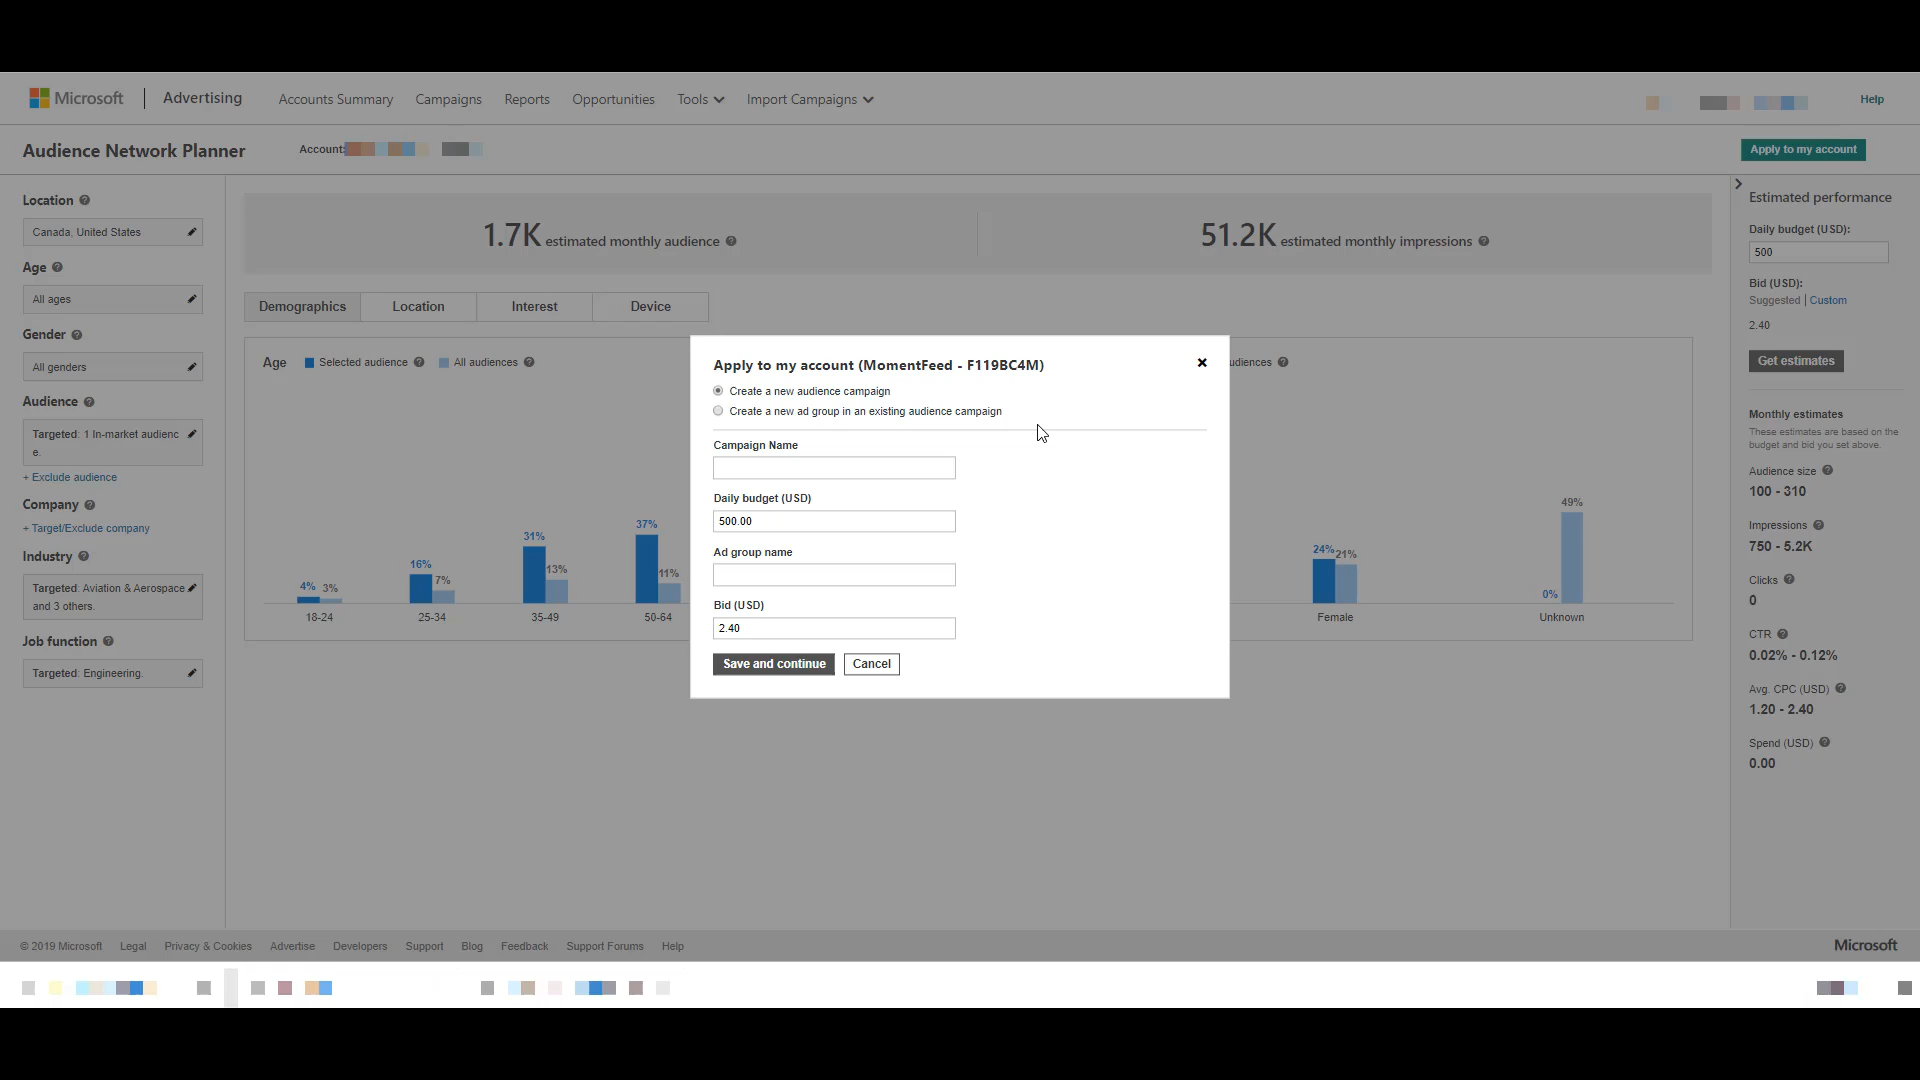 Microsoft
Advertising
Accounts Summary
Campaigns
Reports
Opportunities
Tools
Import Campaigns
Help
Audience Network Planner
Account:
Apply to my account
Location
Canada, United States
Age
All ages
Gender
All genders
Audience
Targeted: 1 In-market audienc
e.
+ Exclude audience
Company
+ Target/Exclude company
Industry
Targeted: Aviation & Aerospace
and 3 others.
Job function
Targeted: Engineering.
1.7K estimated monthly audience
51.2K estimated monthly impressions
Demographics
Location
Interest
Device
Age
Selected audience
All audiences
4%
3%
18-24
16%
7%
25-34
31%
13%
35-49
37%
11%
50-64
udiences
24%
21%
Female
0%
49%
Unknown
Apply to my account (MomentFeed - F119BC4M)
Create a new audience campaign
Create a new ad group in an existing audience campaign
Campaign Name
Daily budget (USD)
500.00
Ad group name
Bid (USD)
2.40
Save and continue
Cancel
Estimated performance
Daily budget (USD):
500
Bid (USD):
Suggested | Custom
2.40
Get estimates
Monthly estimates
These estimates are based on the
budget and bid you set above.
Audience size
100 - 310
Impressions
750 - 5.2K
Clicks
0
CTR
0.02% - 0.12%
Avg. CPC (USD)
1.20 - 2.40
Spend (USD)
0.00
© 2019 Microsoft
Legal
Privacy & Cookies
Advertise
Developers
Support
Blog
Feedback
Support Forums
Help
Microsoft